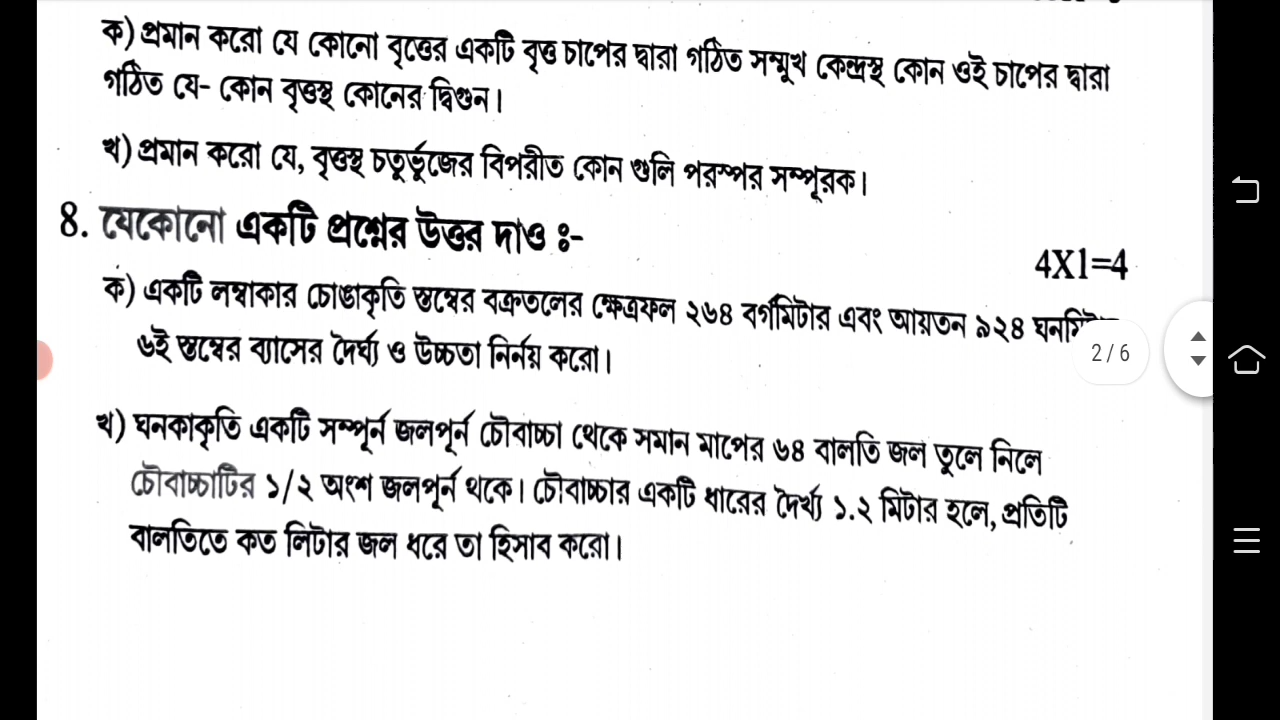 ক) প্রমান করো যে কোনো বৃত্তের একটি বৃত্ত চাপের দ্বারা গঠিত সম্মুখ কেন্দ্রস্থ কোন ওই চাপের দ্বারা
গঠিত যে- কোন বৃত্তস্থ কোনের দ্বিগুন।
খ) প্রমান করো যে, বৃত্তস্থ চতুর্ভুজের বিপরীত কোন গুলি পরস্পর সম্পূরক।
8. যেকোনো একটি প্রশ্নের উত্তর দাও ঃ-
4X1=4
ক) একটি লম্বাকার চোঙাকৃতি স্তম্বের বক্রতলের ক্ষেত্রফল ২৬৪ বর্গমিটার এবং আয়তন ৯২৪
৬ই স্তম্বের ব্যাসের দৈর্ঘ্য ও উচ্চতা নির্নয় করো।
2/6
খ) ঘনকাকৃতি একটি সম্পূর্ন জলপূর্ন চৌবাচ্চা থেকে সমান মাপের ৬৪ বালতি জল তুলে নিলে
চৌবাচ্চাটির ১/২ অংশ জলপূর্ন থকে। চৌবাচ্চার একটি ধারের দৈর্খ্য ১.২ মিটার হলে, প্রতিটি
বালতিতে কত লিটার জল ধরে তা হিসাব করো।